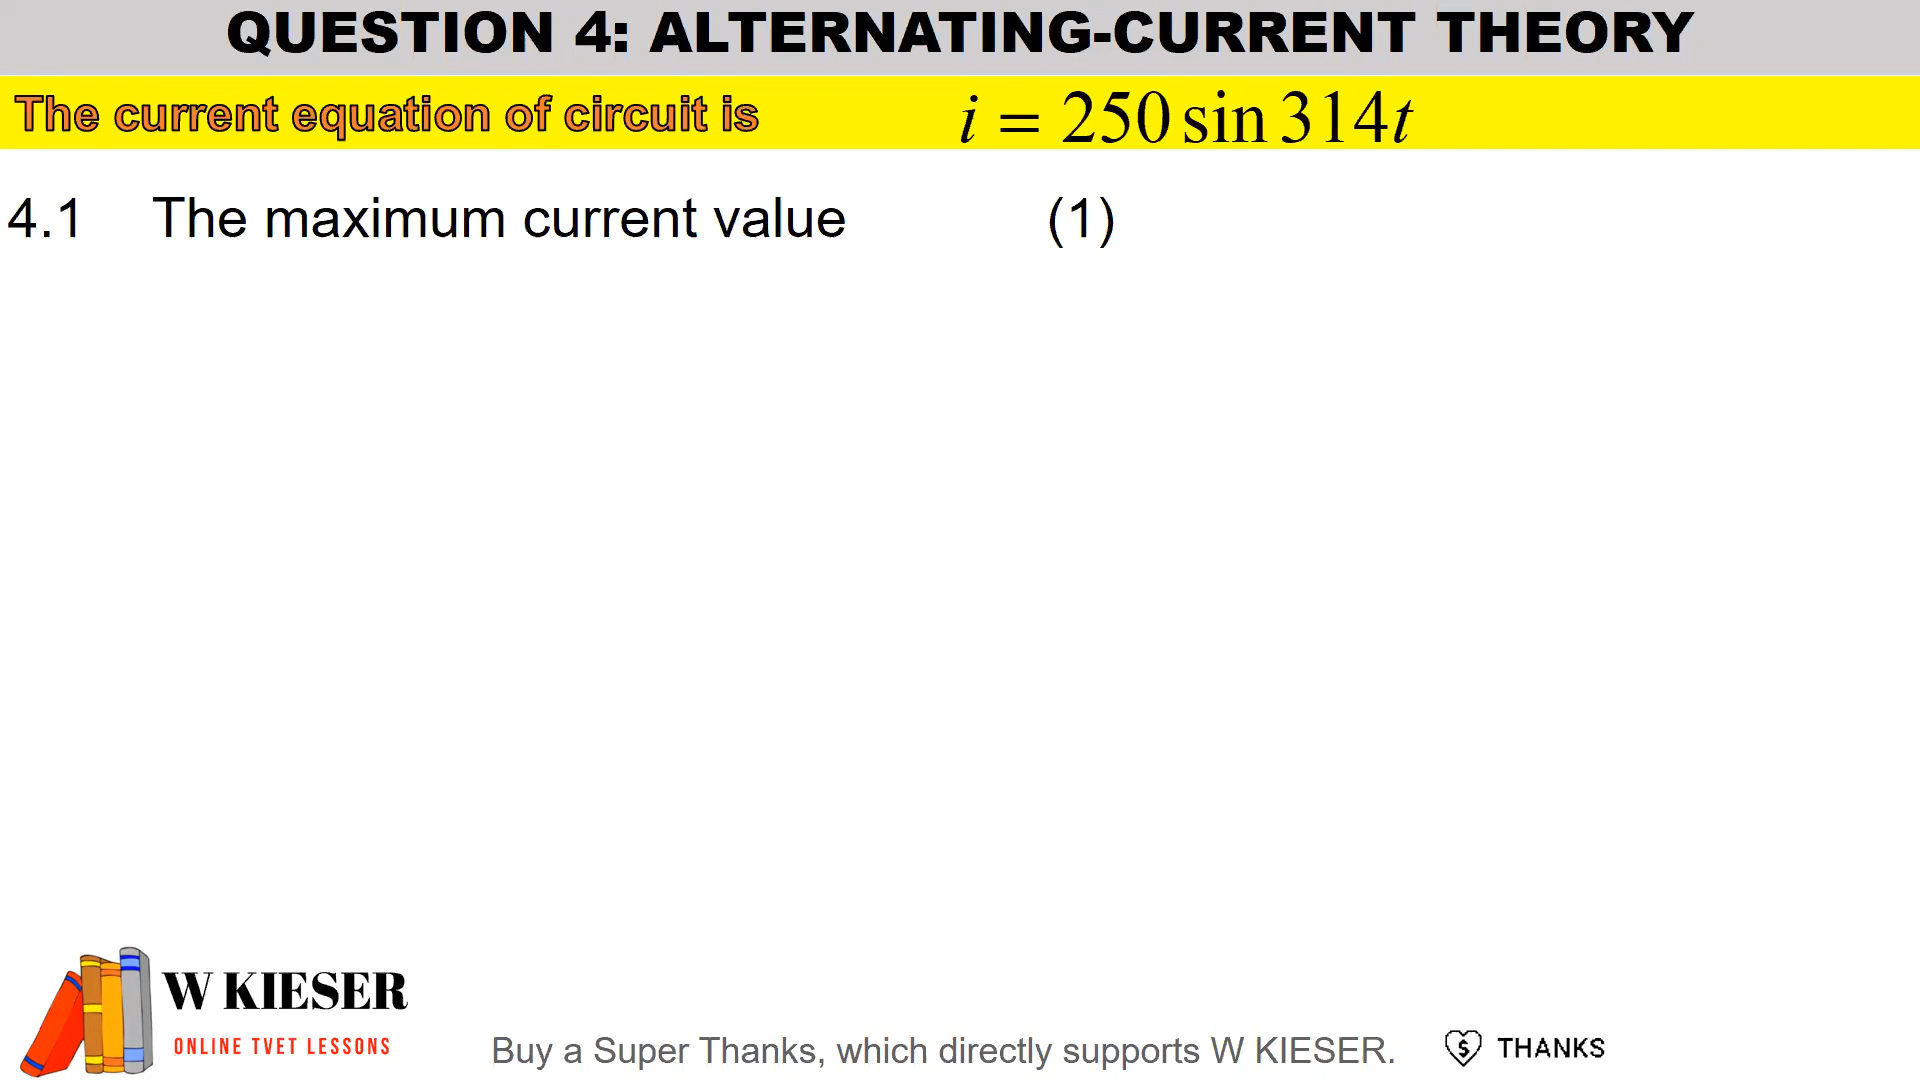 QUESTION 4: ALTERNATING-CURRENT THEORY
The current equation of circuit is i = 250 sin 314t
4.1 The maximum current value (1)
W KIESER
ONLINE TVET LESSONS
Buy a Super Thanks, which directly supports W KIESER. $ THANKS